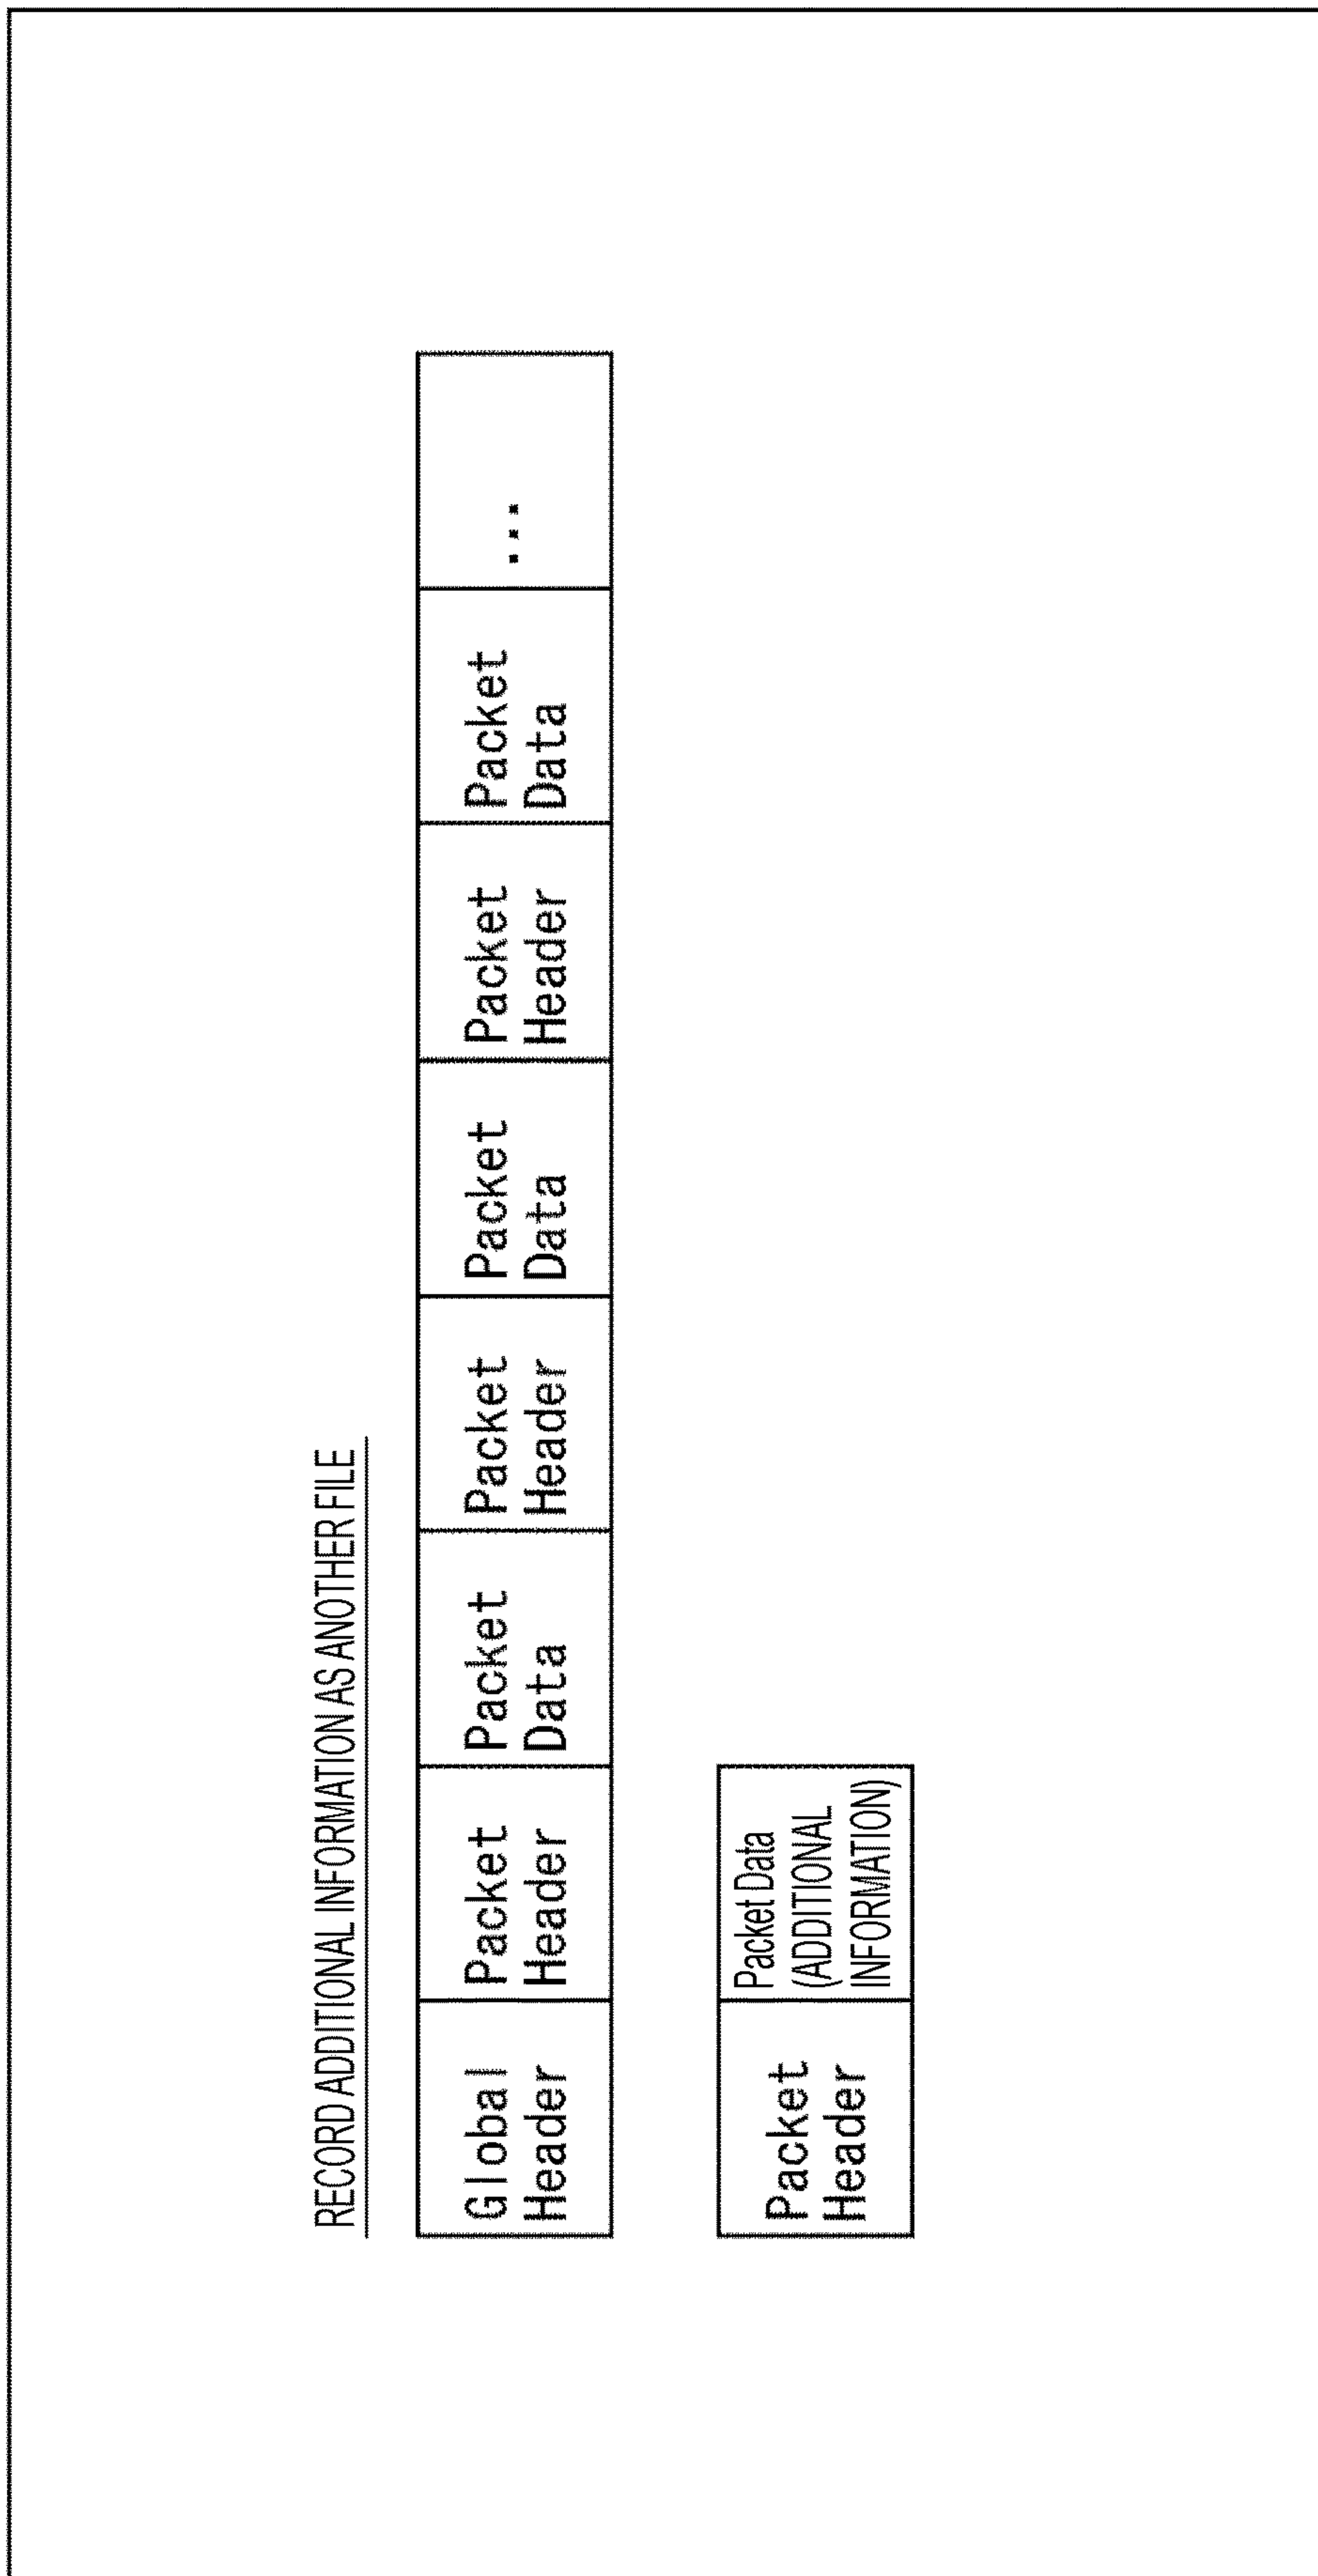 RECORD ADDITIONAL INFORMATION AS ANOTHER FILE
Global
Header
Packet
Header
Packet
Data
Packet
Header
Packet
Data
Packet
Header
Packet
Data
...
Packet
Header
Packet Data
(ADDITIONAL
INFORMATION)